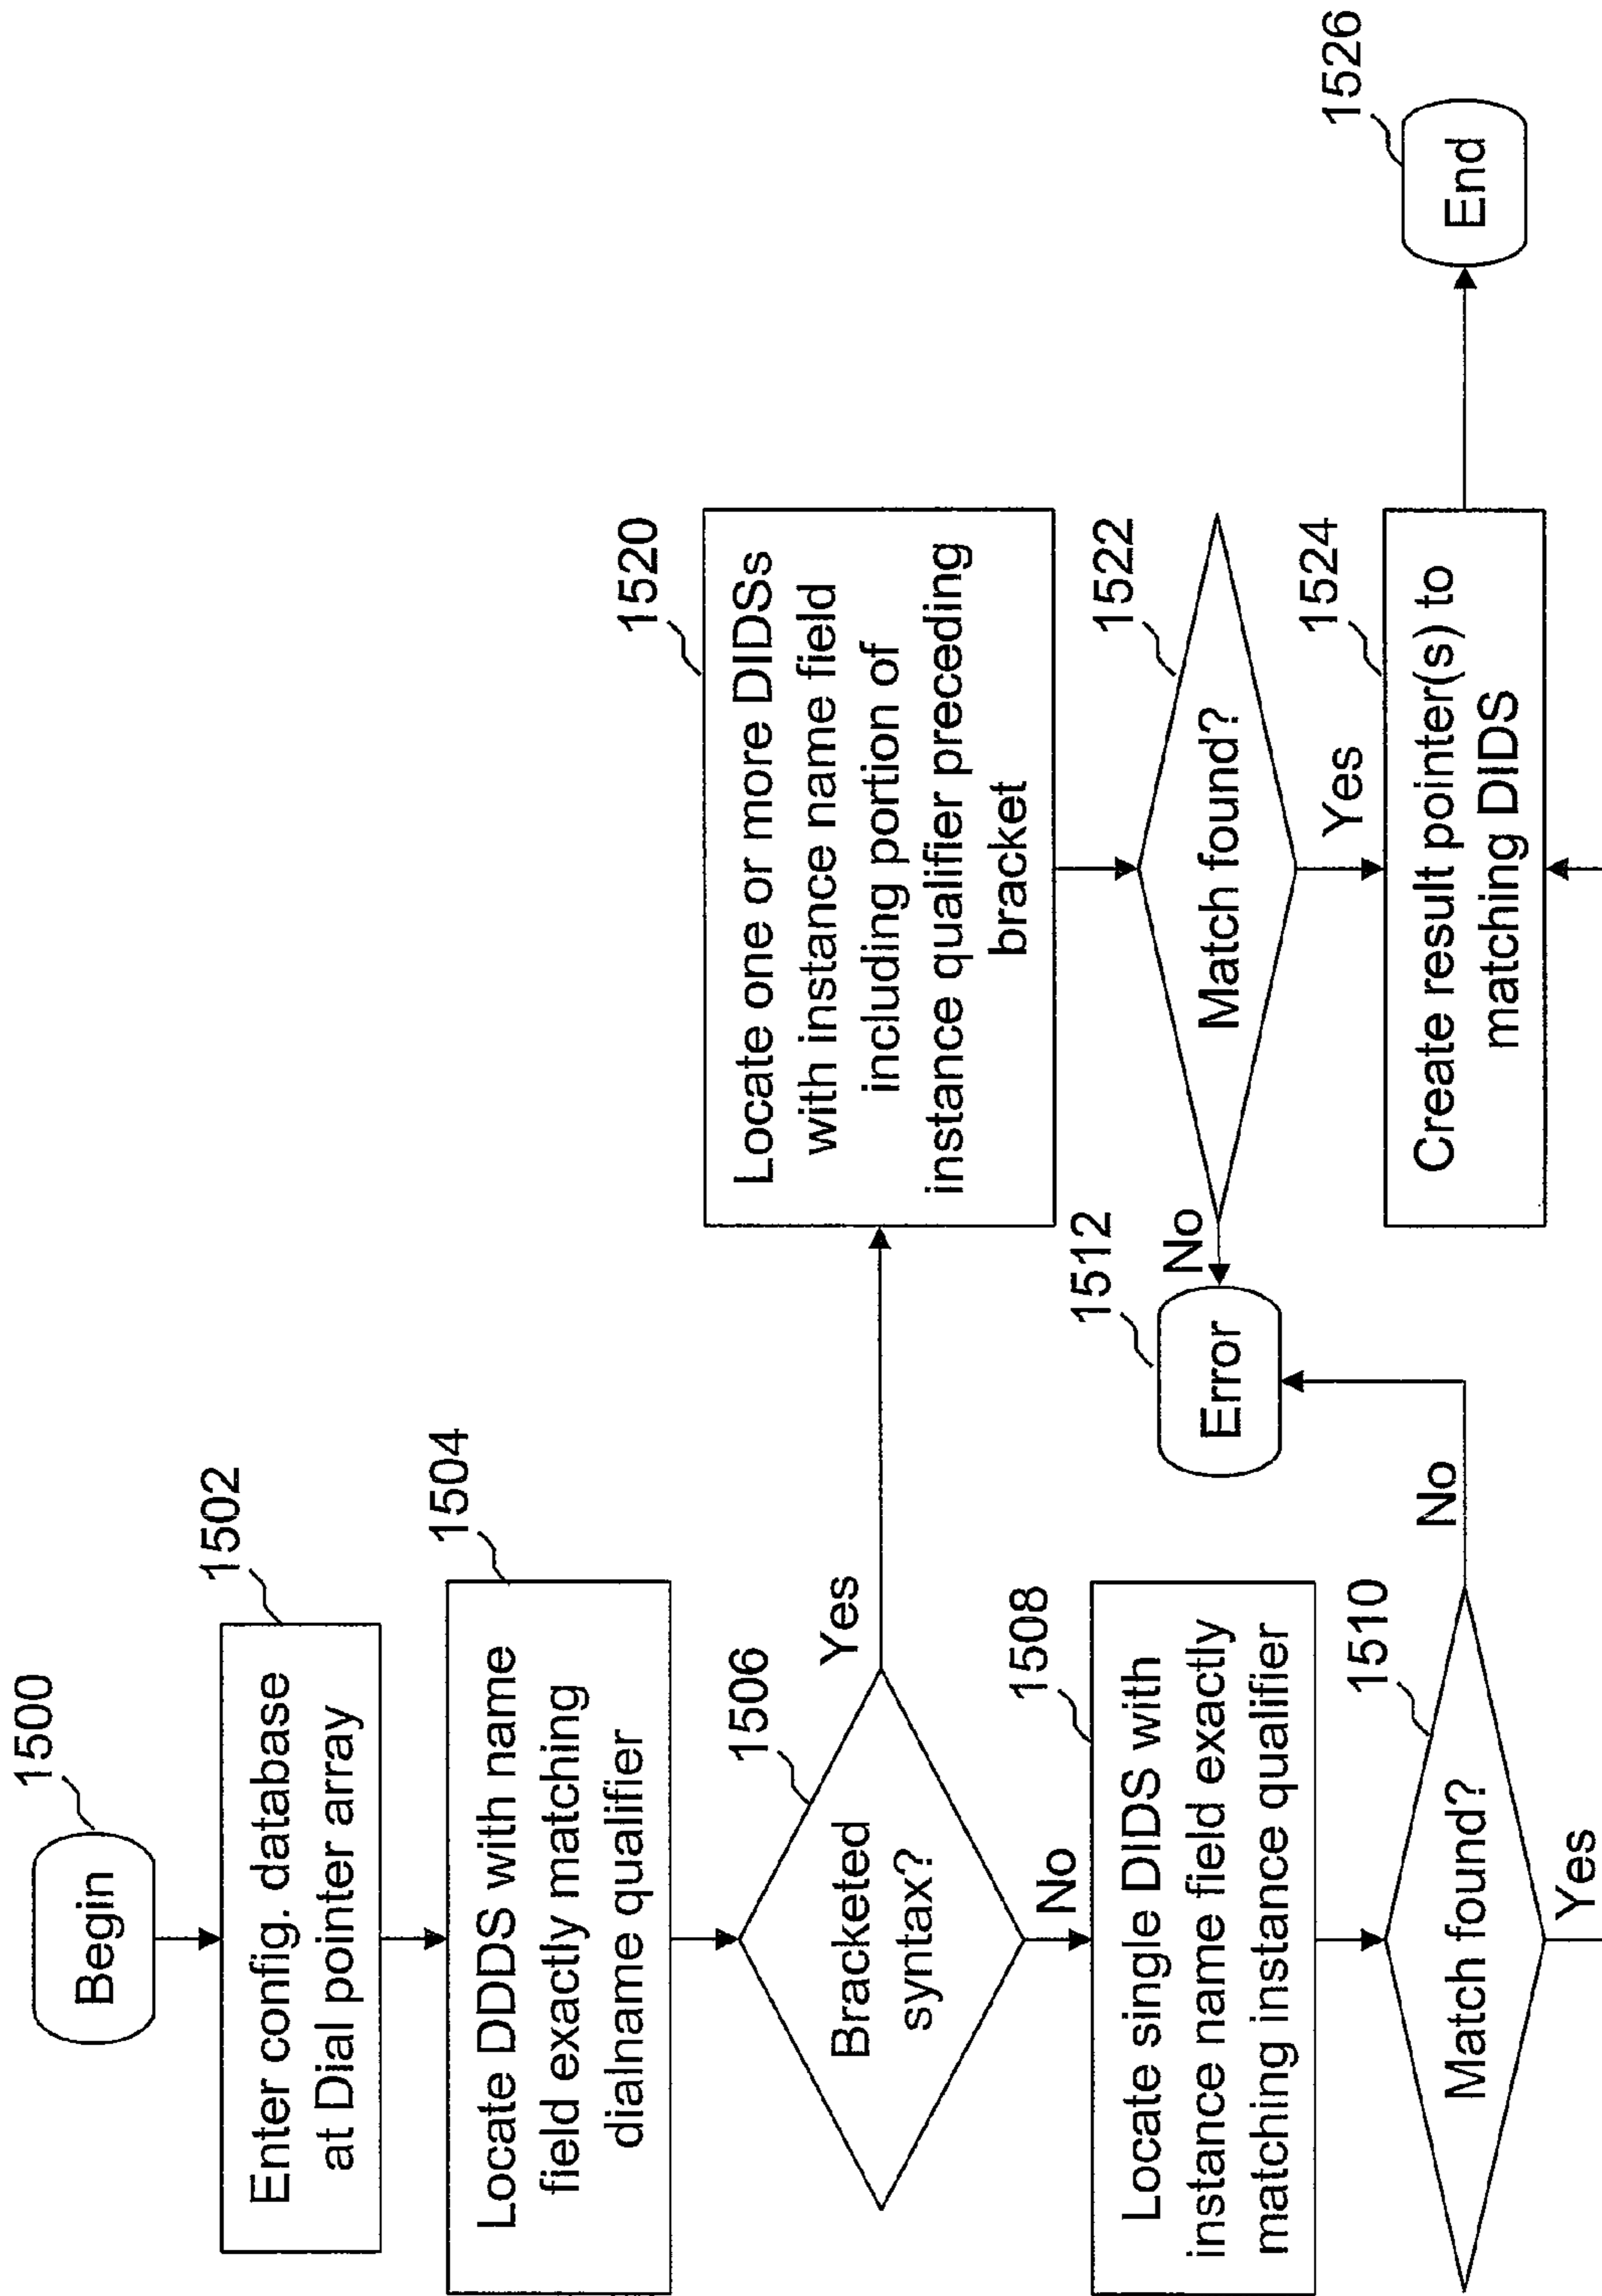 1500
Begin
1502
Enter config. database
at Dial pointer array
1504
Locate DDDS with name
field exactly matching
dialname qualifier
1506
Bracketed
syntax?
Yes
No
1508
Locate single DIDS with
instance name field exactly
matching instance qualifier
1510
Match found?
No
Yes
1512
Error
1520
Locate one or more DIDSs
with instance name field
including portion of
instance qualifier preceding
bracket
1522
Match found?
No
Yes
1524
Create result pointer(s) to
matching DIDS
1526
End